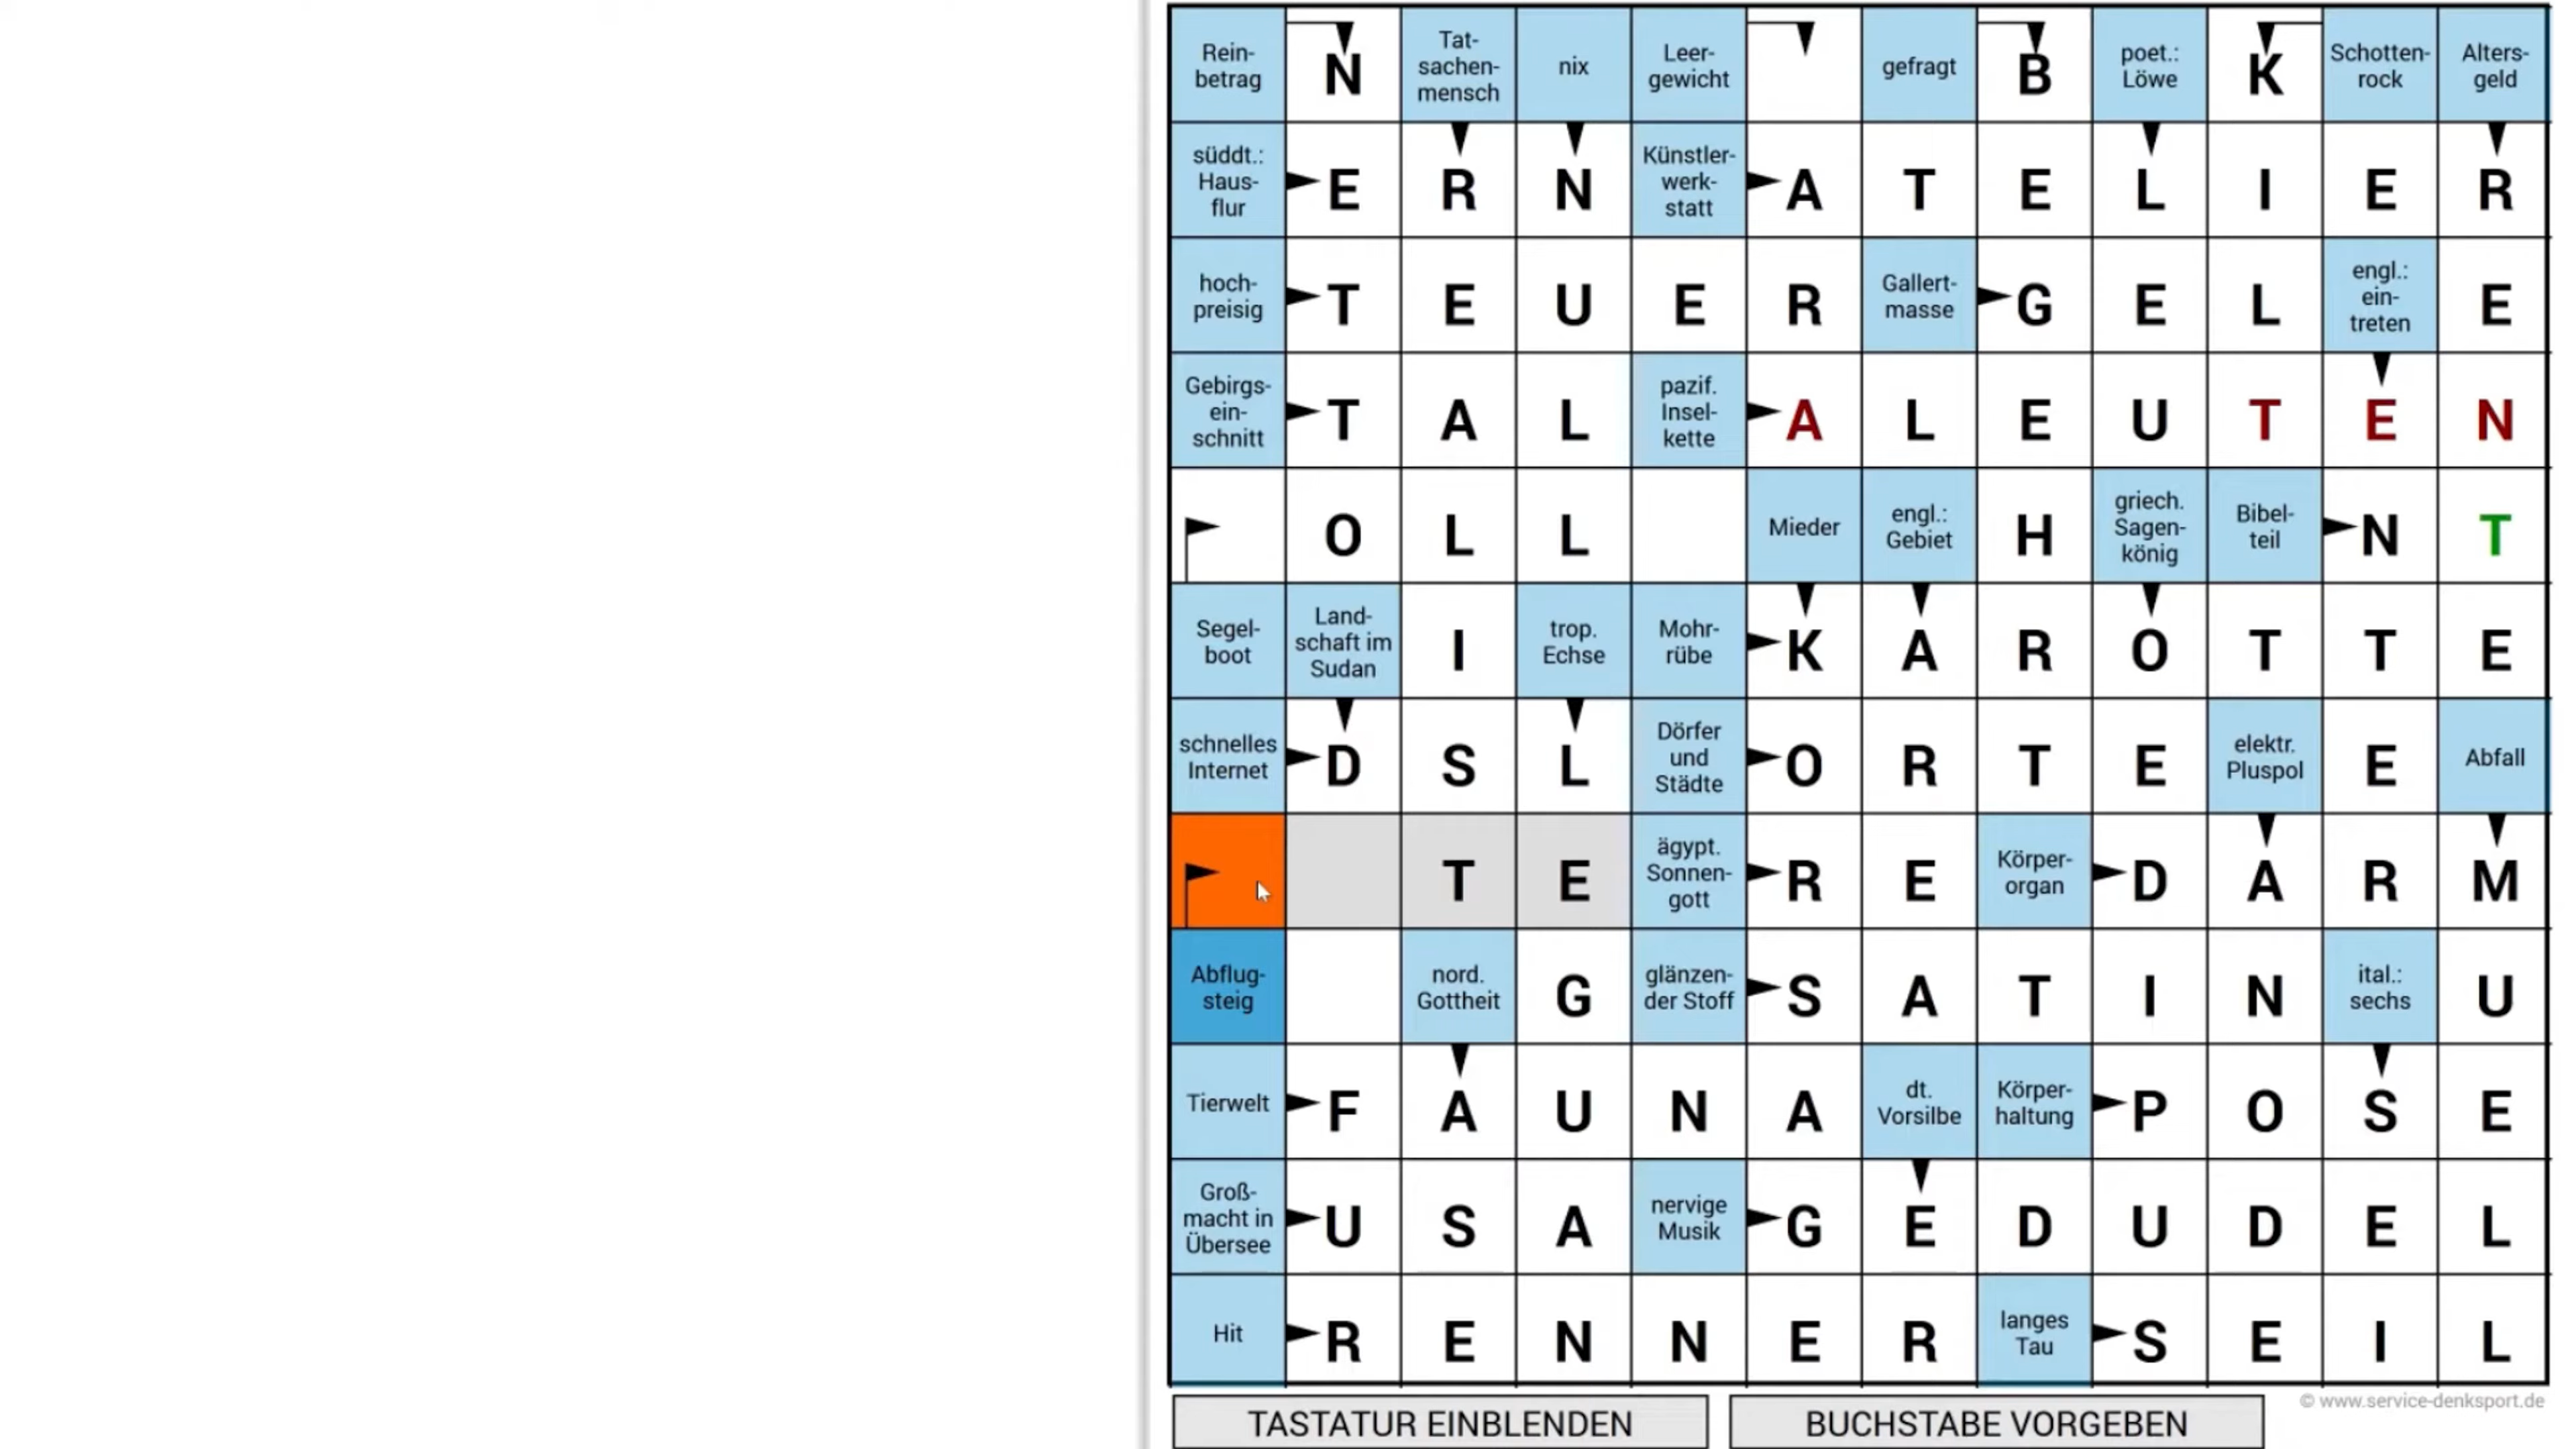 Rein-
betrag
N
Tat-
sachen-
mensch
nix
Leer-
gewicht
gefragt
B
poet.:
Löwe
K
Schotten-
rock
Alters-
geld
süddt.:
Haus-
flur
E R N
Künstler-
werk-
statt
A T E L I E R
hoch-
preisig
T E U E R
Gallert-
masse
G E L
engl.:
ein-
treten
E
Gebirgs-
ein-
schnitt
T A L
pazif.
Insel-
kette
A L E U T E N
O L L
Mieder
engl.:
Gebiet
H
griech.
Sagen-
könig
Bibel-
teil
N T
Segel-
boot
Land-
schaft im
Sudan
I
trop.
Echse
Mohr-
rübe
K A R O T T E
schnelles
Internet
D S L
Dörfer
und
Städte
O R T E
elektr.
Pluspol
E
Abfall
T E
ägypt.
Sonnen-
gott
R E
Körper-
organ
D A R M
Abflug-
steig
nord.
Gottheit
G
glänzen-
der Stoff
S A T I N
ital.:
sechs
U
Tierwelt
F A U N A
dt.
Vorsilbe
Körper-
haltung
P O S E
Groß-
macht in
Übersee
U S A
nervige
Musik
G E D U D E L
Hit
R E N N E R
langes
Tau
S E I L
© www.service-denksport.de
TASTATUR EINBLENDEN
BUCHSTABE VORGEBEN